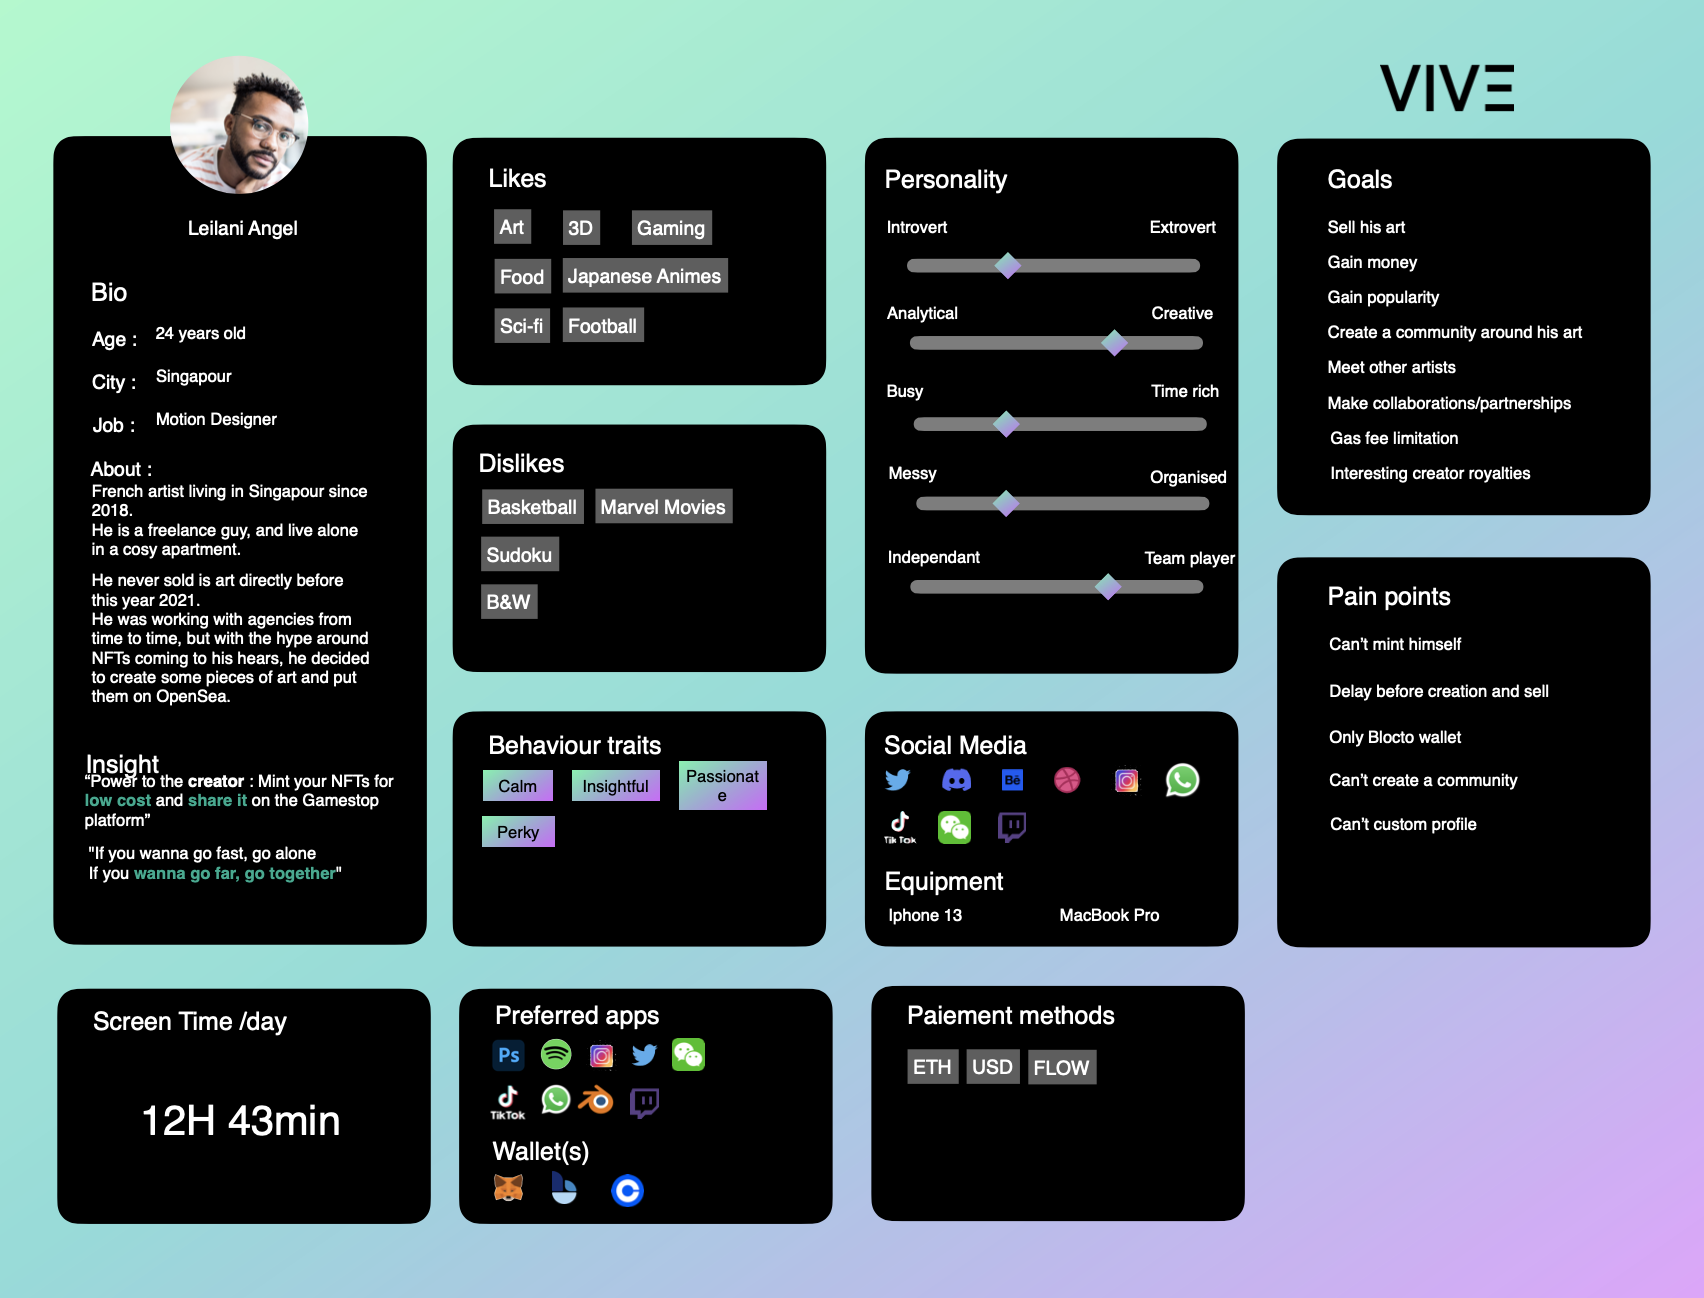 VIVE
Leilani Angel
Bio
Age : 24 years old
City : Singapour
Job : Motion Designer
About :
French artist living in Singapour since
2018.
He is a freelance guy, and live alone
in a cosy apartment.
He never sold is art directly before
this year 2021.
He was working with agencies from
time to time, but with the hype around
NFTs coming to his hears, he decided
to create some pieces of art and put
them on OpenSea.
Insight
“Power to the creator : Mint your NFTs for
low cost and share it on the Gamestop
platform”
"If you wanna go fast, go alone
If you wanna go far, go together"
Likes
Art 3D Gaming
Food Japanese Animes
Sci-fi Football
Dislikes
Basketball Marvel Movies
Sudoku
B&W
Behaviour traits
Calm Insightful Passionat
e
Perky
Personality
Introvert Extrovert
Analytical Creative
Busy Time rich
Messy Organised
Independant Team player
Social Media
Bē
TikTok
Equipment
Iphone 13 MacBook Pro
Goals
Sell his art
Gain money
Gain popularity
Create a community around his art
Meet other artists
Make collaborations/partnerships
Gas fee limitation
Interesting creator royalties
Pain points
Can’t mint himself
Delay before creation and sell
Only Blocto wallet
Can’t create a community
Can’t custom profile
Screen Time /day
12H 43min
Preferred apps
Ps
TikTok
Wallet(s)
Paiement methods
ETH USD FLOW